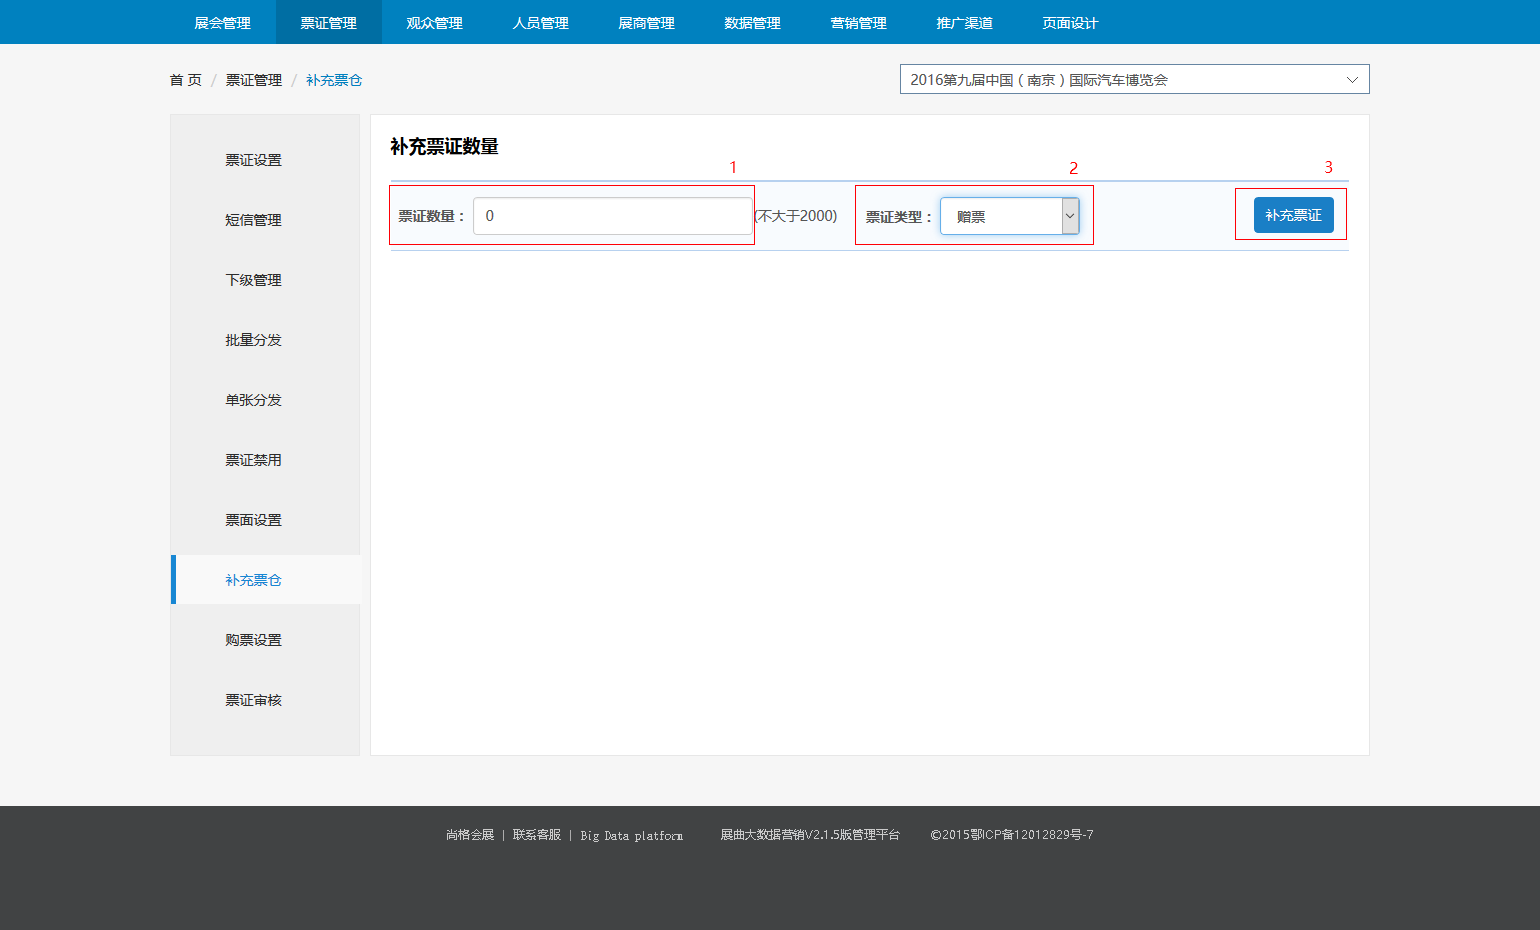 展会管理 票证管理 观众管理 人员管理 展商管理 数据管理 营销管理 推广渠道 页面设计
首 页 / 票证管理 / 补充票仓
2016第九届中国（南京）国际汽车博览会
票证设置
短信管理
下级管理
批量分发
单张分发
票证禁用
票面设置
补充票仓
购票设置
票证审核
补充票证数量
1 2 3
票证数量： 0 (不大于2000) 票证类型： 赠票 补充票证
尚格会展 | 联系客服 | Big Data platform 展曲大数据营销V2.1.5版管理平台 ©2015鄂ICP备12012829号-7